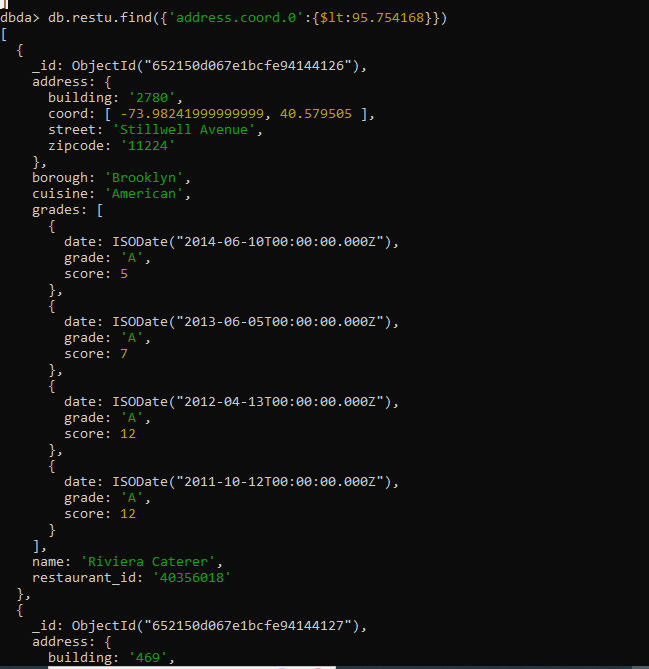 dbda> db.restu.find({'address.coord.0':{$lt:95.754168}})
[
  {
    _id: ObjectId("652150d067e1bcfe94144126"),
    address: {
      building: '2780',
      coord: [ -73.98241999999999, 40.579505 ],
      street: 'Stillwell Avenue',
      zipcode: '11224'
    },
    borough: 'Brooklyn',
    cuisine: 'American',
    grades: [
      {
        date: ISODate("2014-06-10T00:00:00.000Z"),
        grade: 'A',
        score: 5
      },
      {
        date: ISODate("2013-06-05T00:00:00.000Z"),
        grade: 'A',
        score: 7
      },
      {
        date: ISODate("2012-04-13T00:00:00.000Z"),
        grade: 'A',
        score: 12
      },
      {
        date: ISODate("2011-10-12T00:00:00.000Z"),
        grade: 'A',
        score: 12
      }
    ],
    name: 'Riviera Caterer',
    restaurant_id: '40356018'
  },
  {
    _id: ObjectId("652150d067e1bcfe94144127"),
    address: {
      building: '469',